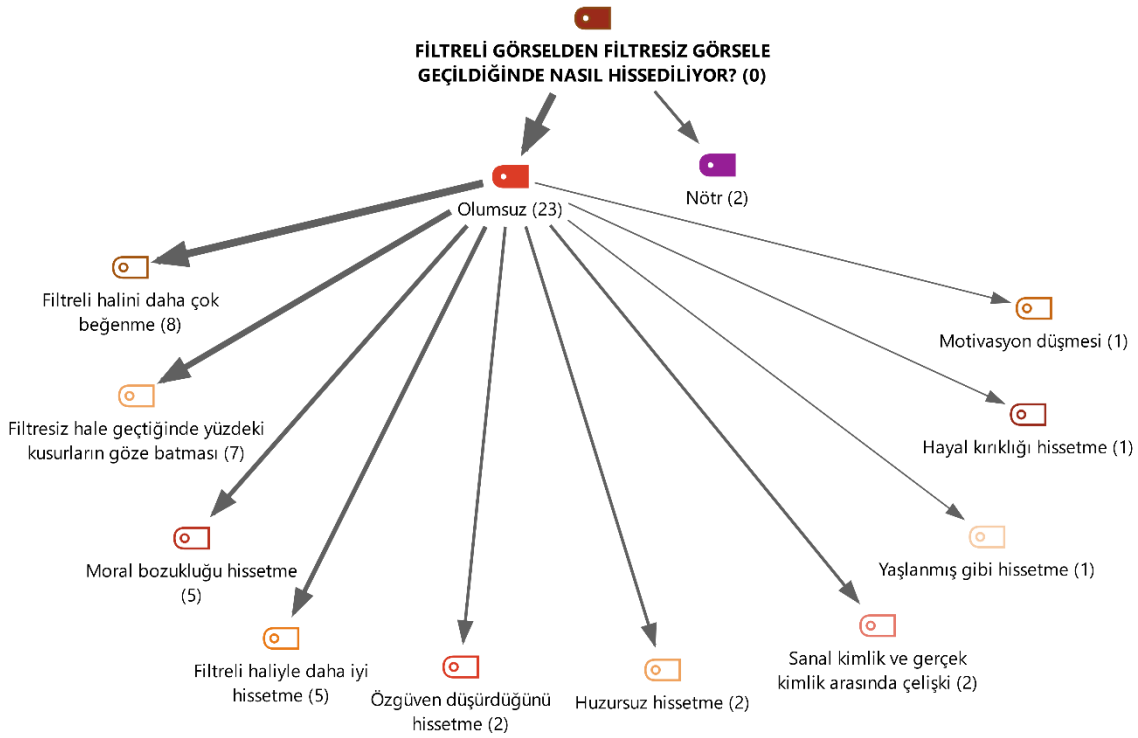 FİLTRELİ GÖRSELDEN FİLTRESİZ GÖRSELE
GEÇİLDİĞİNDE NASIL HİSSEDİLİYOR? (0)
Olumsuz (23)
Nötr (2)
Filtreli halini daha çok
beğenme (8)
Filtresiz hale geçtiğinde yüzdeki
kusurların göze batması (7)
Moral bozukluğu hissetme
(5)
Filtreli haliyle daha iyi
hissetme (5)
Özgüven düşürdüğünü
hissetme (2)
Huzursuz hissetme (2)
Sanal kimlik ve gerçek
kimlik arasında çelişki (2)
Yaşlanmış gibi hissetme (1)
Hayal kırıklığı hissetme (1)
Motivasyon düşmesi (1)